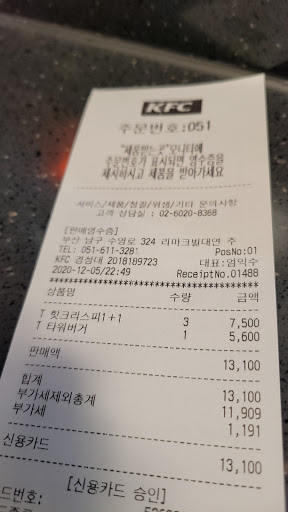 KFC
주문번호:051
"제품받는곳"모니터에
주문번호가 표시되면 영수증을
제시하시고 제품을 받아가세요
서비스/제품/청결/위생/기타 문의사항
고객 상담실 : 02-6020-8368
[판매영수증]
부산 남구 수영로 324 리마크빌대연 주
TEL: 051-611-3281 PosNo:01
KFC 경성대 2018189723 대표:엄익수
2020-12-05/22:49 ReceiptNo.01488
상품명 수량 금액
T 핫크리스피1+1 3 7,500
T 타워버거 1 5,600
판매액 13,100
합계 13,100
부가세제외총계 11,909
부가세 1,191
신용카드 13,100
[신용카드 승인]
드번호: